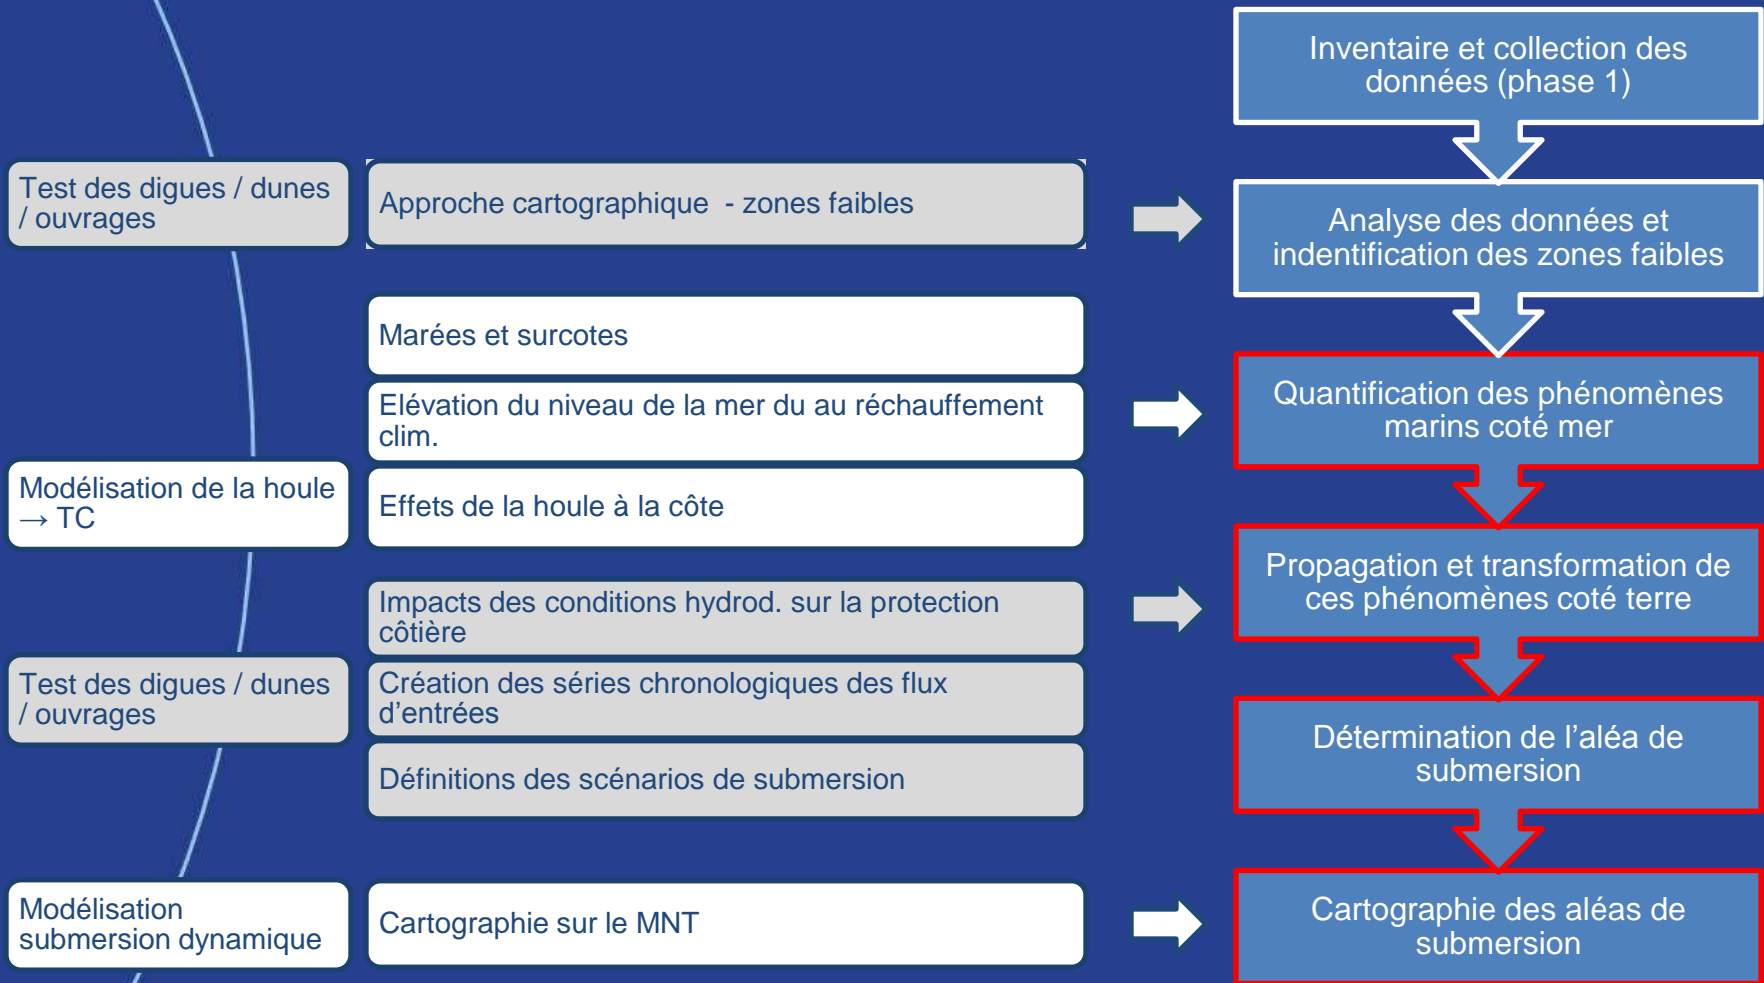 Inventaire et collection des
données (phase 1)
Test des digues / dunes
/ ouvrages
Approche cartographique - zones faibles
Analyse des données et
indentification des zones faibles
Marées et surcotes
Elévation du niveau de la mer du au réchauffement
clim.
Quantification des phénomènes
marins coté mer
Modélisation de la houle
→ TC
Effets de la houle à la côte
Impacts des conditions hydrod. sur la protection
côtière
Propagation et transformation de
ces phénomènes coté terre
Test des digues / dunes
/ ouvrages
Création des séries chronologiques des flux
d’entrées
Définitions des scénarios de submersion
Détermination de l’aléa de
submersion
Modélisation
submersion dynamique
Cartographie sur le MNT
Cartographie des aléas de
submersion